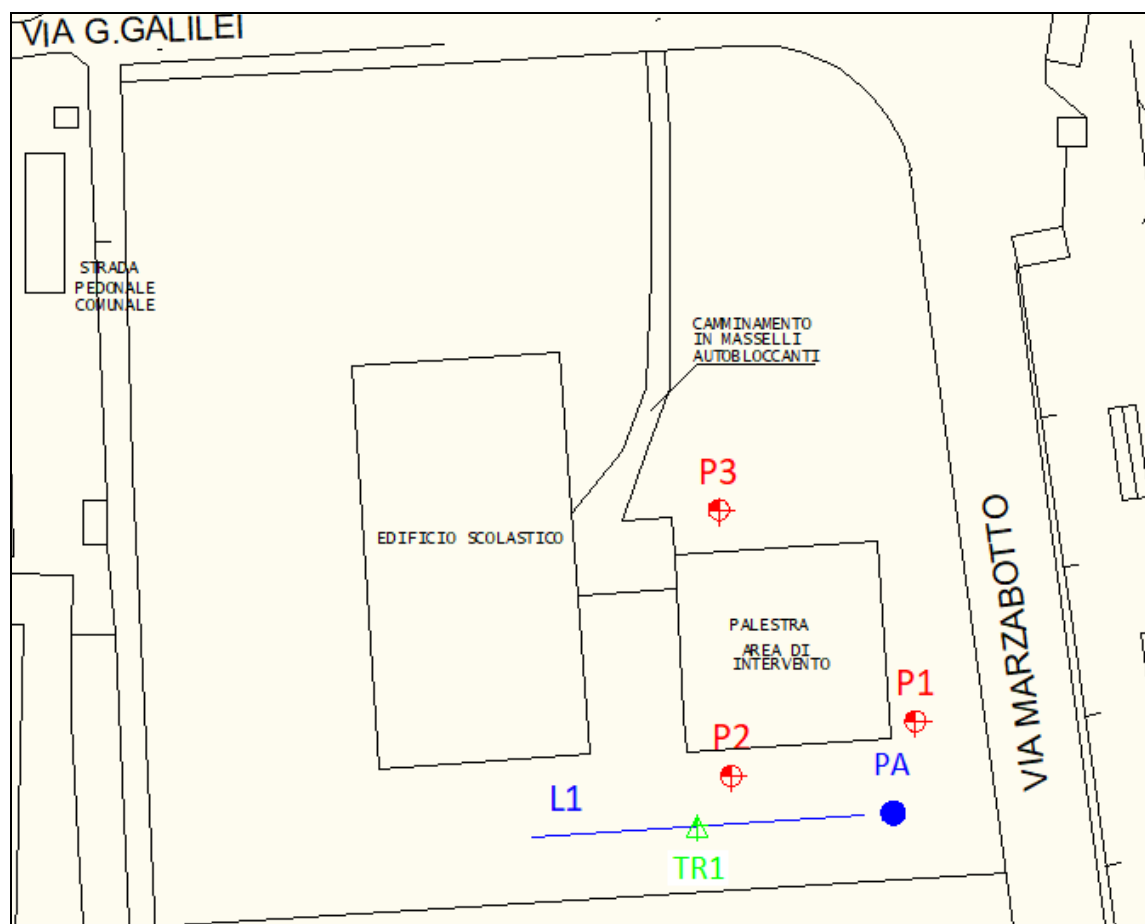 VIA G.GALILEI
STRADA
PEDONALE
COMUNALE
CAMMINAMENTO
IN MASSELLI
AUTOBLOCCANTI
P3
EDIFICIO SCOLASTICO
VIA MARZABOTTO
PALESTRA
AREA DI
INTERVENTO
P1
P2
PA
L1
TR1